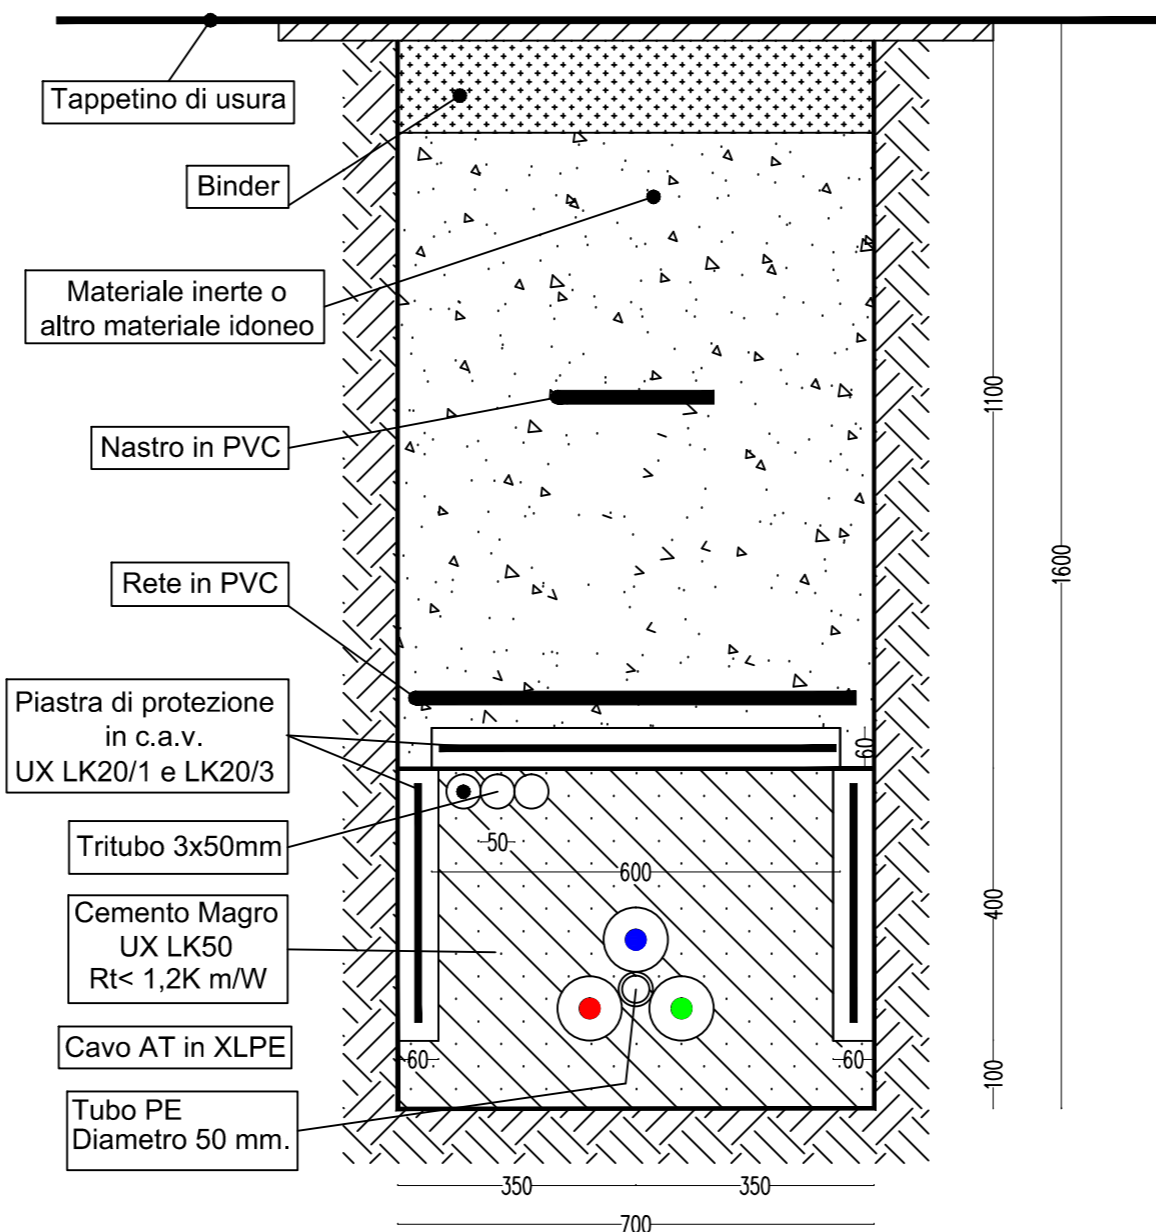 Tappetino di usura
Binder
Materiale inerte o
altro materiale idoneo
Nastro in PVC
Rete in PVC
Piastra di protezione
in c.a.v.
UX LK20/1 e LK20/3
Tritubo 3x50mm
Cemento Magro
UX LK50
Rt< 1,2K m/W
Cavo AT in XLPE
Tubo PE
Diametro 50 mm.
60
50
600
60
60
1100
400
100
1600
350
350
700